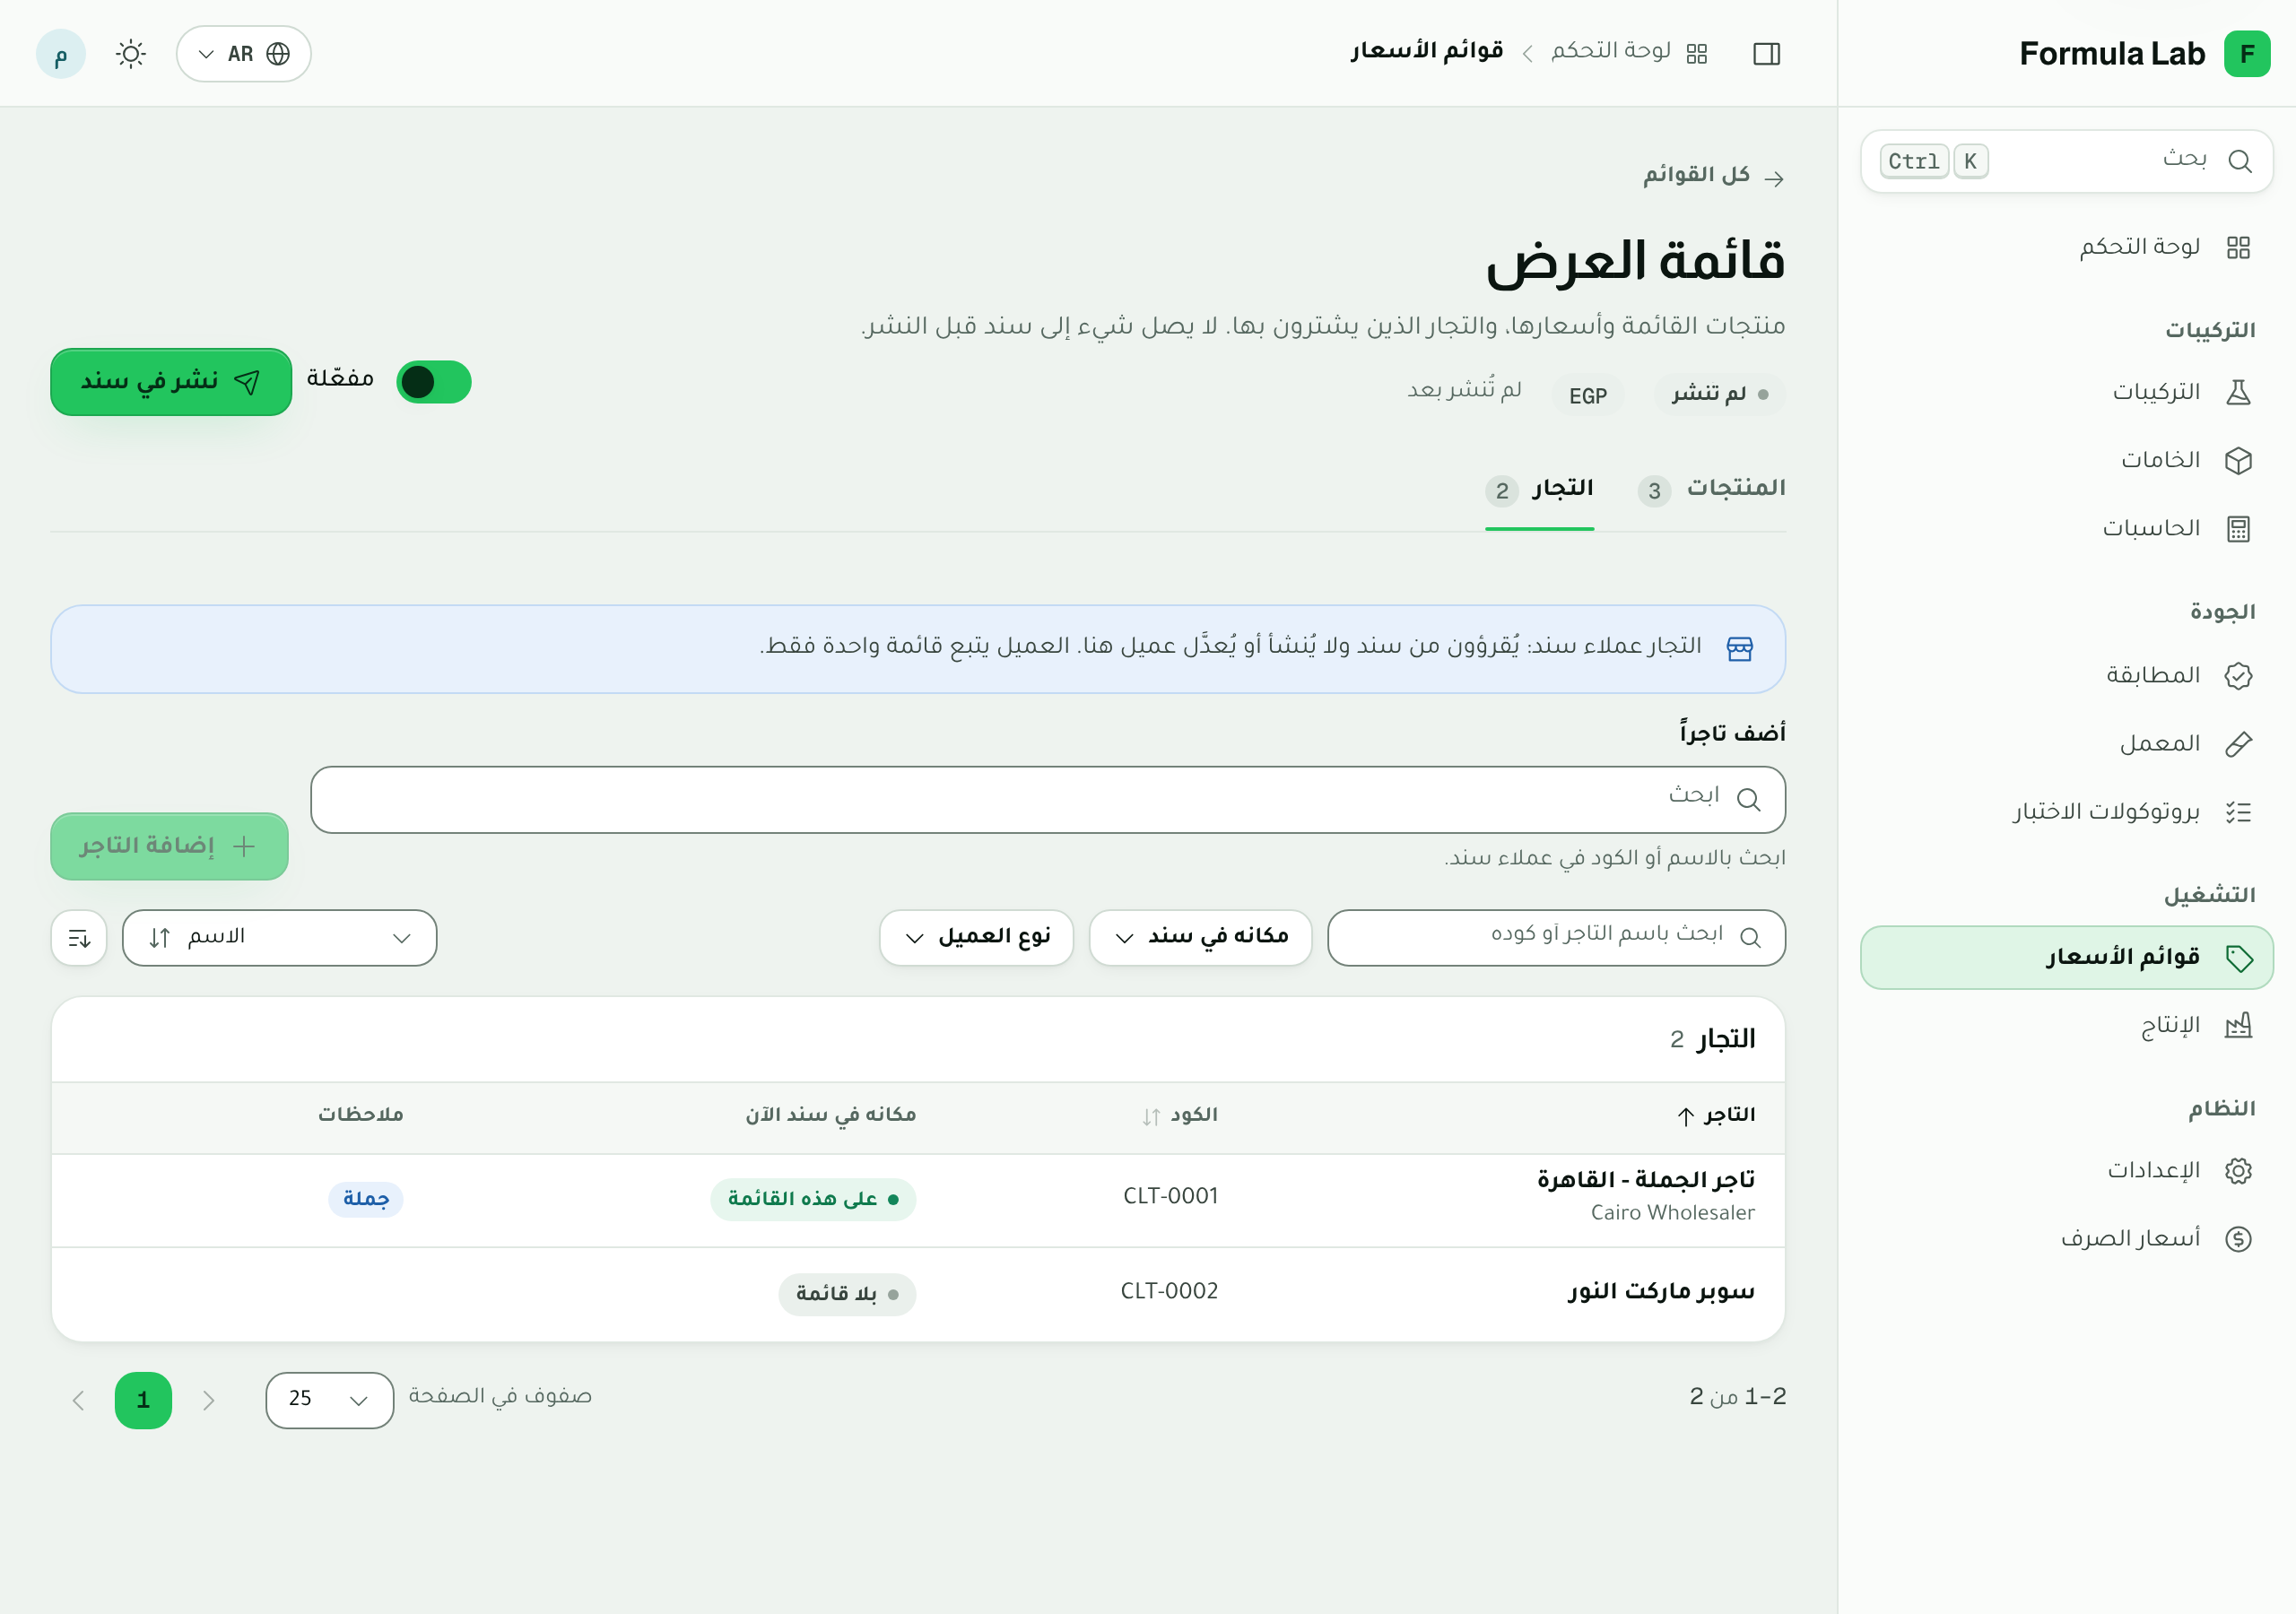 F Formula Lab
بحث Ctrl K
لوحة التحكم
التركيبات
التركيبات
الخامات
الحاسبات
الجودة
المطابقة
المعمل
بروتوكولات الاختبار
التشغيل
قوائم الأسعار
الإنتاج
النظام
الإعدادات
أسعار الصرف
لوحة التحكم قوائم الأسعار
AR
م
كل القوائم
قائمة العرض
منتجات القائمة وأسعارها، والتجار الذين يشترون بها. لا يصل شيء إلى سند قبل النشر.
لم تنشر EGP لم تُنشر بعد
مفعّلة نشر في سند
المنتجات 3 التجار 2
التجار عملاء سند: يُقرؤون من سند ولا يُنشأ أو يُعدَّل عميل هنا. العميل يتبع قائمة واحدة فقط.
أضف تاجراً
ابحث
إضافة التاجر
ابحث بالاسم أو الكود في عملاء سند.
ابحث باسم التاجر أو كوده مكانه في سند نوع العميل الاسم
التجار 2
التاجر الكود مكانه في سند الآن ملاحظات
تاجر الجملة - القاهرة CLT-0001 على هذه القائمة جملة
Cairo Wholesaler
سوبر ماركت النور CLT-0002 بلا قائمة
1–2 من 2 صفوف في الصفحة 25 1